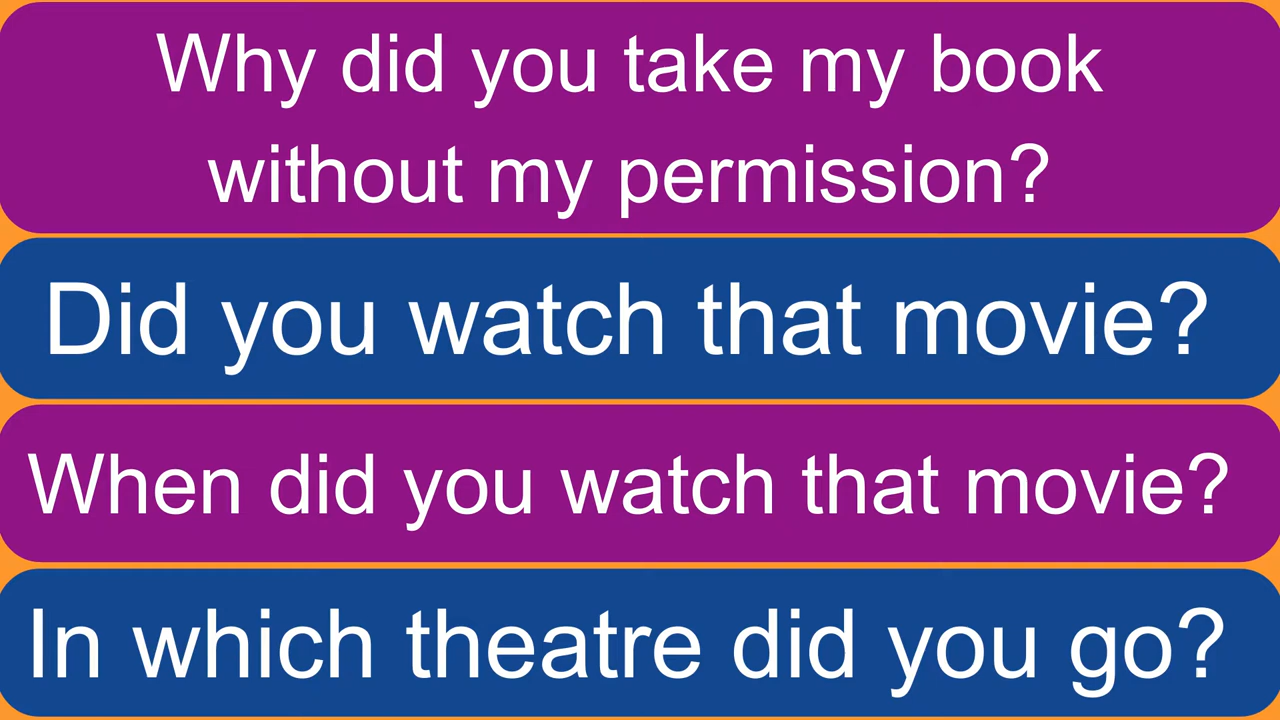 Why did you take my book
without my permission?
Did you watch that movie?
When did you watch that movie?
In which theatre did you go?